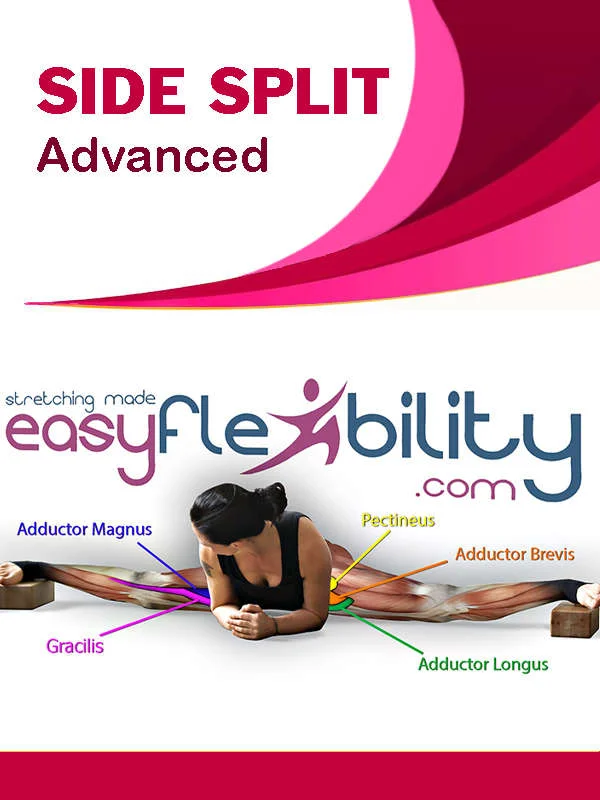 SIDE SPLIT
Advanced
stretching made
easyflexibility
.com
Adductor Magnus
Pectineus
Adductor Brevis
Gracilis
Adductor Longus